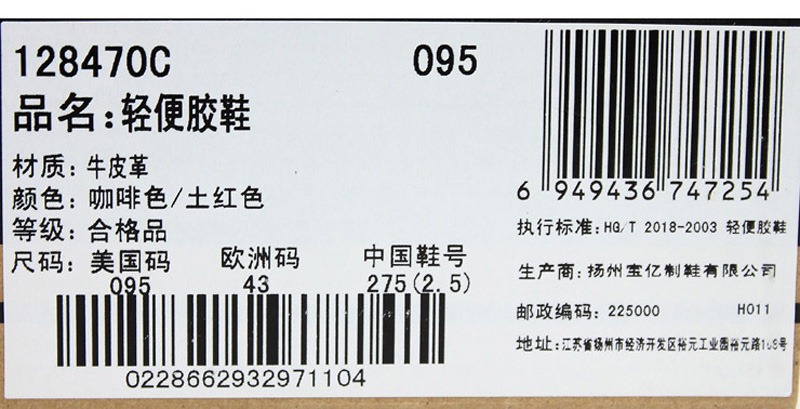 128470C 095
品名:轻便胶鞋
材质: 牛皮革
颜色: 咖啡色/土红色
等级: 合格品
尺码: 美国码 欧洲码 中国鞋号
095 43 275(2.5)
0228662932971104
6 949436 747254
执行标准: HG/T 2018-2003 轻便胶鞋
生产商: 扬州宝亿制鞋有限公司
邮政编码: 225000 H011
地址: 江苏省扬州市经济开发区裕元工业园裕元路